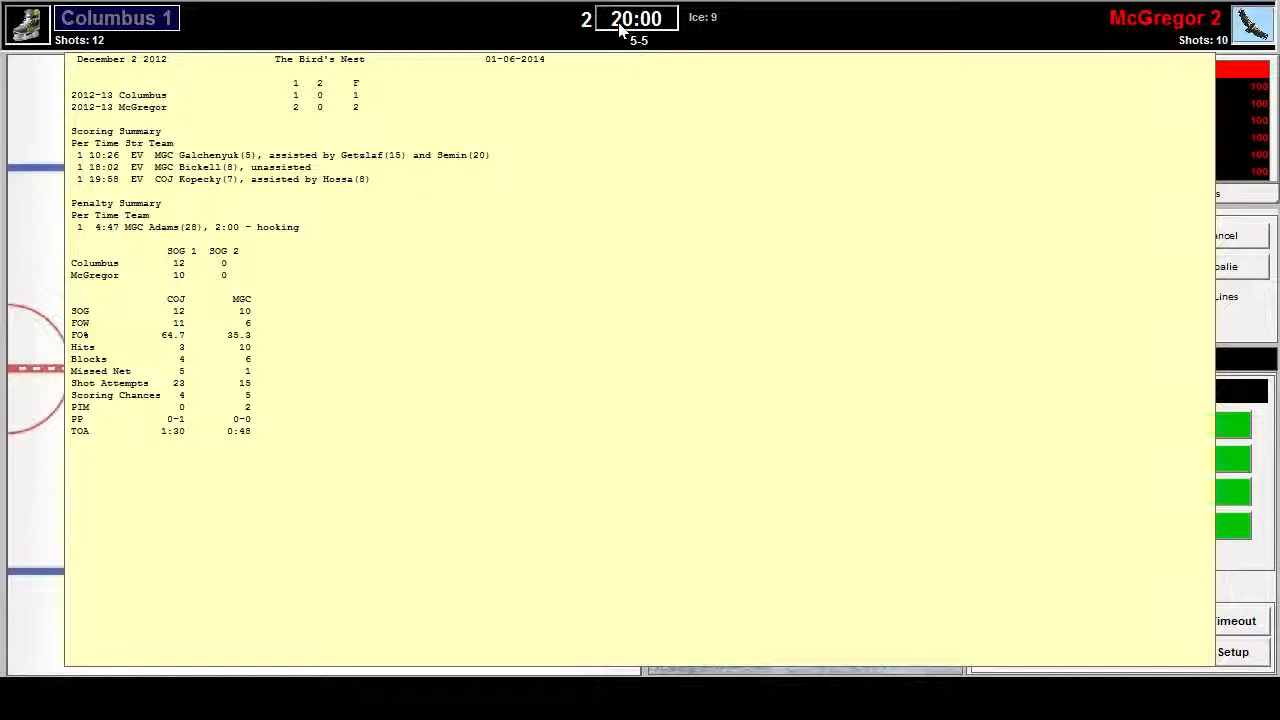 Columbus 1
2 20:00 Ice: 9
McGregor 2
Shots: 12
5-5
Shots: 10
December 2 2012 The Bird's Nest 01-06-2014
1 2 F
2012-13 Columbus 1 0 1
2012-13 McGregor 2 0 2
Scoring Summary
Per Time Str Team
1 10:26 EV MGC Galchenyuk(5), assisted by Getzlaf(15) and Semin(20)
1 18:02 EV MGC Bickell(8), unassisted
1 19:58 EV COJ Kopecky(7), assisted by Hossa(8)
Penalty Summary
Per Time Team
1 4:47 MGC Adams(28), 2:00 - hooking
SOG 1 SOG 2
Columbus 12 0
McGregor 10 0
COJ MGC
SOG 12 10
FOW 11 6
FO% 64.7 35.3
Hits 3 10
Blocks 4 6
Missed Net 5 1
Shot Attempts 23 15
Scoring Chances 4 5
PIM 0 2
PP 0-1 0-0
TOA 1:30 0:48
100
100
100
100
100
100
s
ncel
oalie
Lines
imeout
Setup